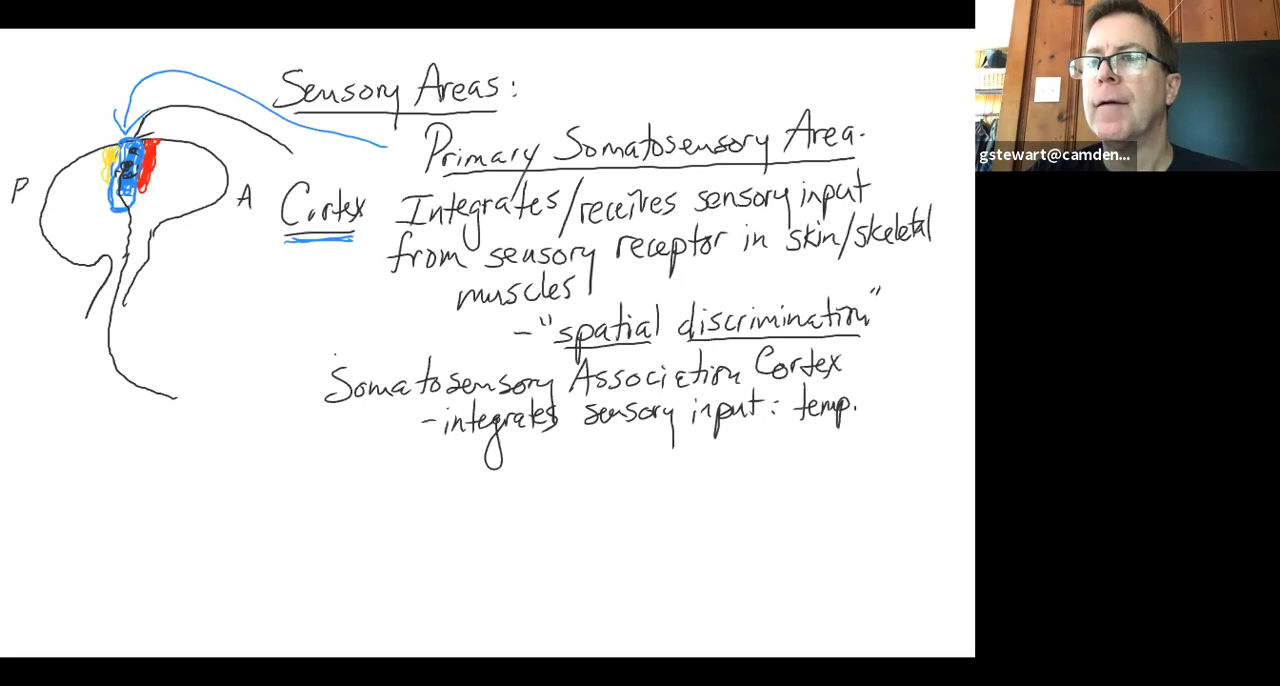 Sensory Areas:
Primary Somatosensory Area.
P
A
Cortex
Integrates/receives sensory input
from sensory receptor in skin/skeletal
muscles
- "spatial discrimination"
Somatosensory Association Cortex
- integrates sensory input: temp.
gstewart@camden...